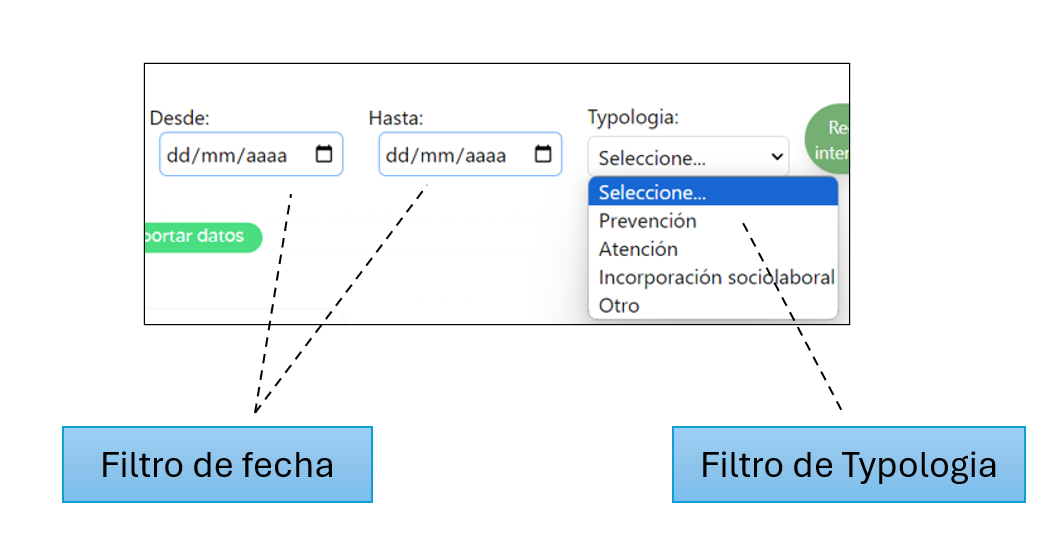 Desde:
Hasta:
Typologia:
dd/mm/aaaa
dd/mm/aaaa
Seleccione...
Re
inter
Seleccione...
Prevención
Atención
Incorporación sociolaboral
Otro
portar datos
Filtro de fecha
Filtro de Typologia